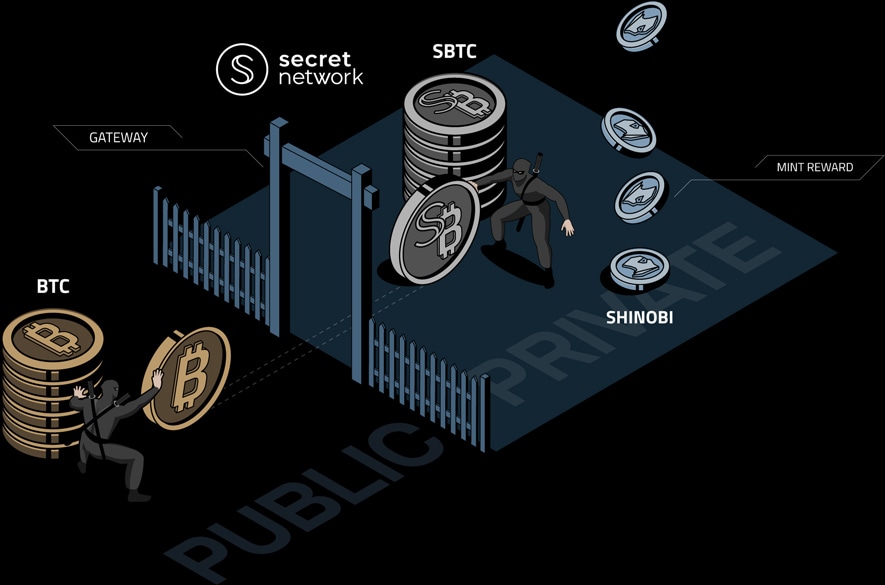 secret
network
SBTC
GATEWAY
MINT REWARD
BTC
SHINOBI
PRIVATE
PUBLIC